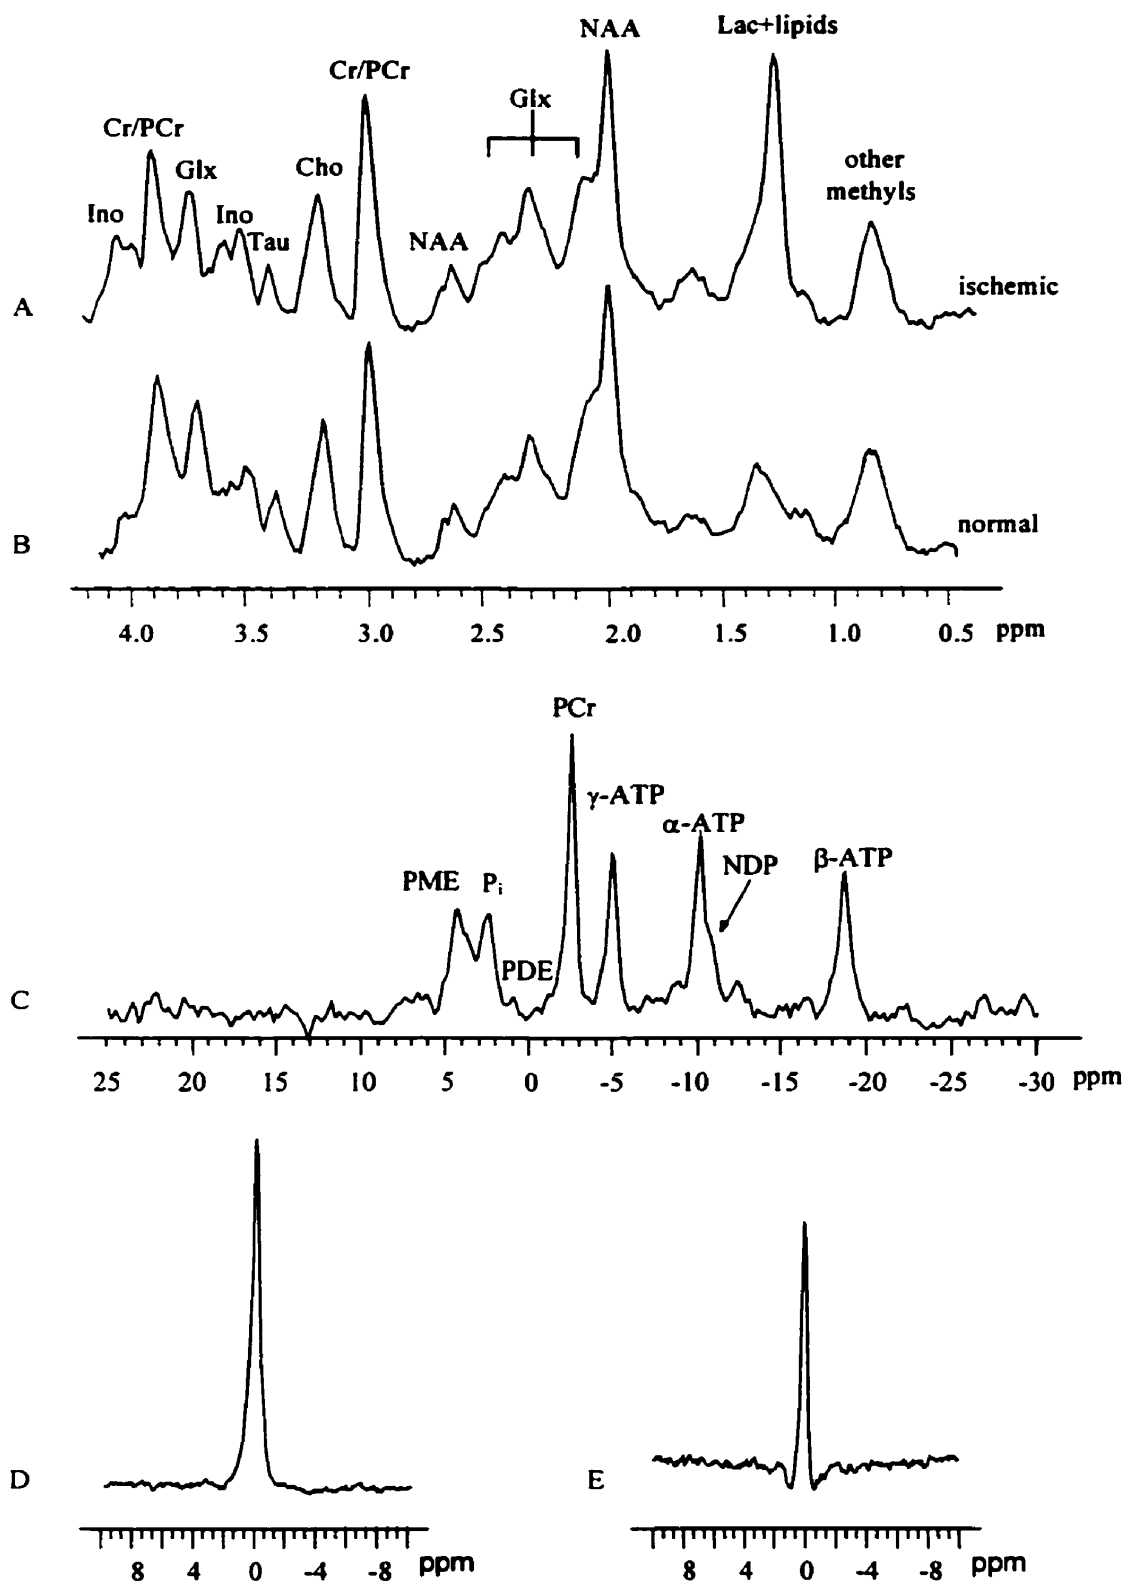 NAA
Lac+lipids
Cr/PCr
Glx
Cr/PCr
other
methyls
Glx
Cho
Ino
Ino
Tau
NAA
ischemic
A
normal
B
4.0 3.5 3.0 2.5 2.0 1.5 1.0 0.5 ppm
PCr
γ-ATP
α-ATP
NDP
β-ATP
PME
Pᵢ
PDE
C
25 20 15 10 5 0 -5 -10 -15 -20 -25 -30 ppm
D
E
8 4 0 -4 -8 ppm
8 4 0 -4 -8 ppm